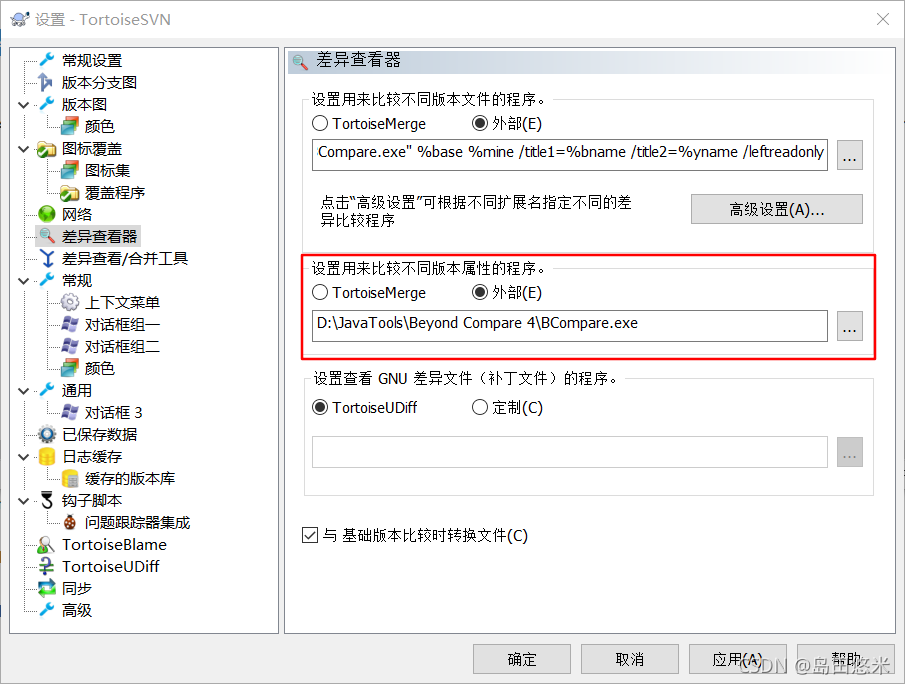 设置 - TortoiseSVN
常规设置
版本分支图
版本图
颜色
图标覆盖
图标集
覆盖程序
网络
差异查看器
差异查看/合并工具
常规
上下文菜单
对话框组一
对话框组二
颜色
通用
对话框 3
已保存数据
日志缓存
缓存的版本库
钩子脚本
问题跟踪器集成
TortoiseBlame
TortoiseUDiff
同步
高级
差异查看器
设置用来比较不同版本文件的程序。
TortoiseMerge 外部(E)
Compare.exe" %base %mine /title1=%bname /title2=%yname /leftreadonly ...
点击“高级设置”可根据不同扩展名指定不同的差
异比较程序
高级设置(A)...
设置用来比较不同版本属性的程序。
TortoiseMerge 外部(E)
D:\JavaTools\Beyond Compare 4\BCompare.exe ...
设置查看 GNU 差异文件（补丁文件）的程序。
TortoiseUDiff 定制(C)
...
与 基础版本比较时转换文件(C)
确定 取消 应用(A) 帮助
CSDN @岛田悠米